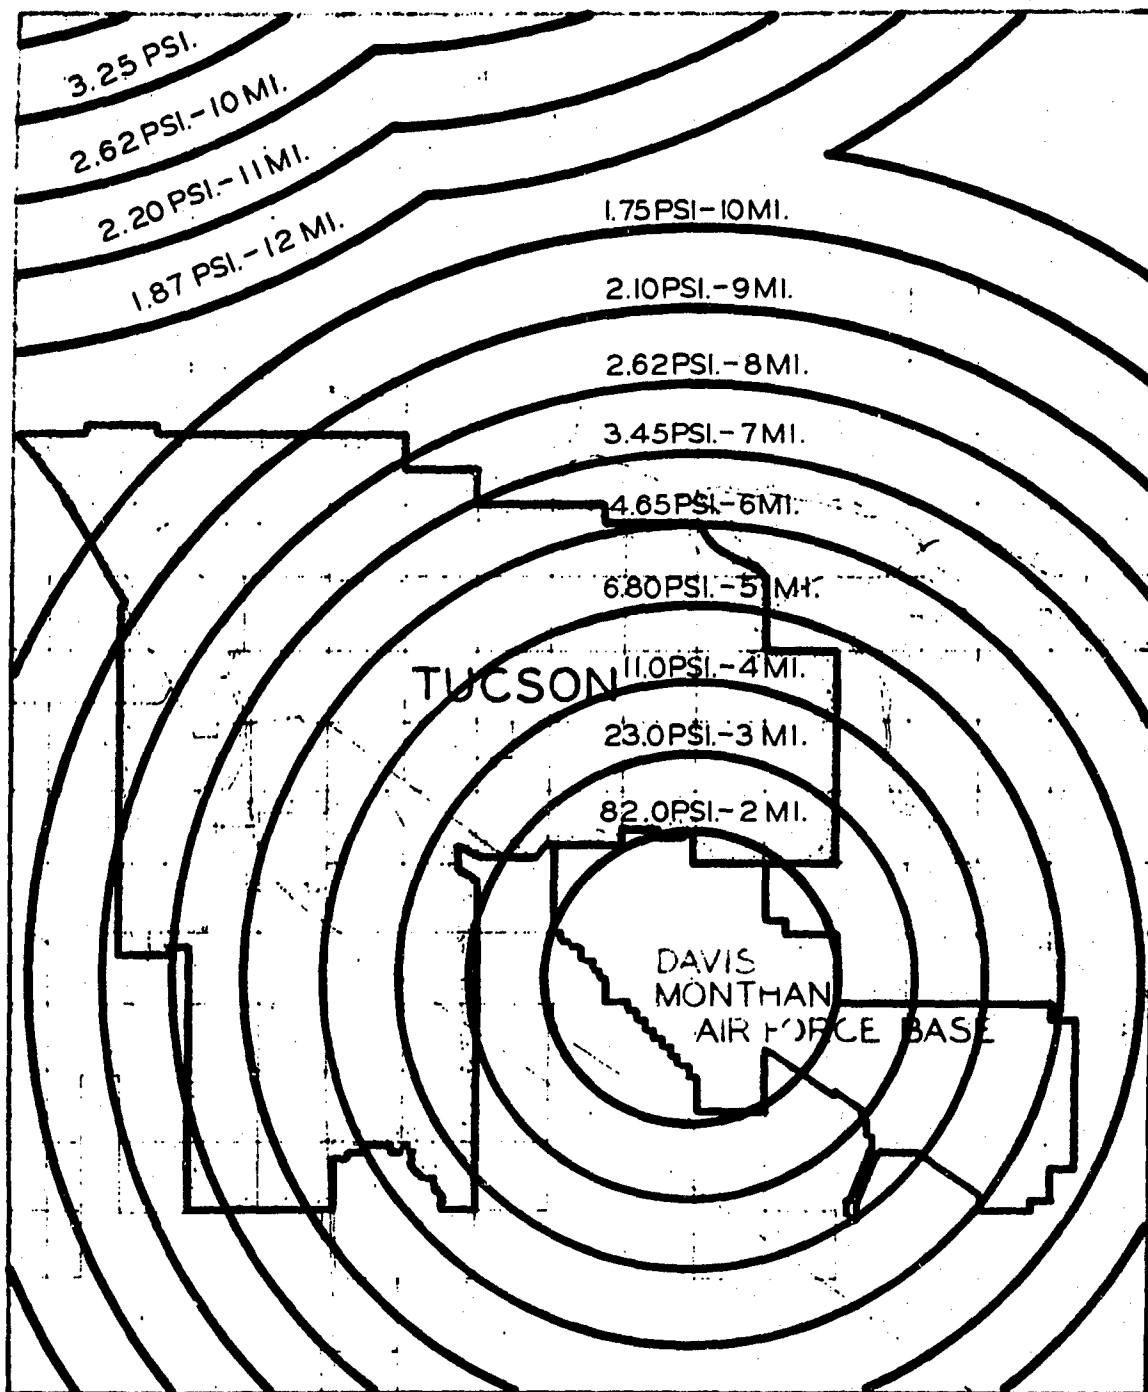 3.25 PSI.
2.62 PSI.-10 MI.
2.20 PSI.-11 MI.
1.87 PSI.-12 MI.
1.75 PSI-10 MI.
2.10 PSI.-9 MI.
2.62 PSI.-8 MI.
3.45 PSI.-7 MI.
4.65 PSI.-6 MI.
6.80 PSI.-5 MI.
TUCSON
11.0 PSI.-4 MI.
23.0 PSI.-3 MI.
82.0 PSI.-2 MI.
DAVIS
MONTHAN
AIR FORCE BASE